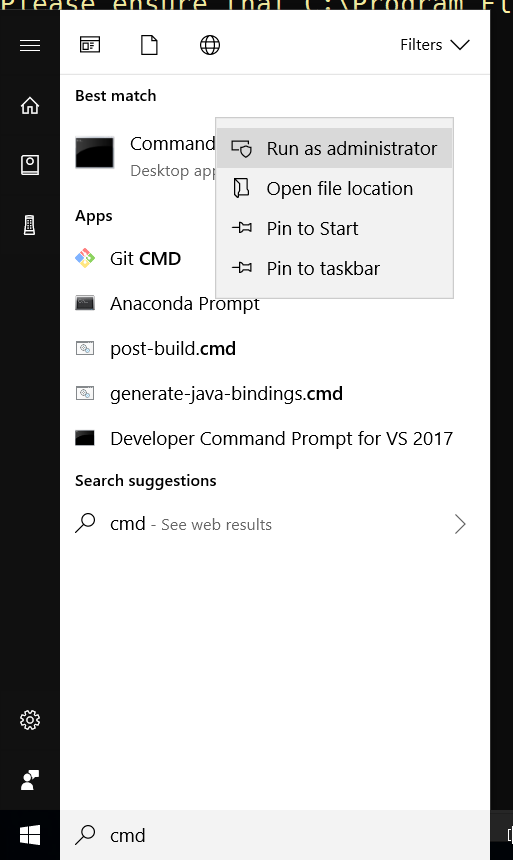 Please ensure that C:\Program Fi
Filters
Best match
Command
Desktop app
Run as administrator
Open file location
Pin to Start
Pin to taskbar
Apps
Git CMD
Anaconda Prompt
post-build.cmd
generate-java-bindings.cmd
Developer Command Prompt for VS 2017
Search suggestions
cmd - See web results
cmd